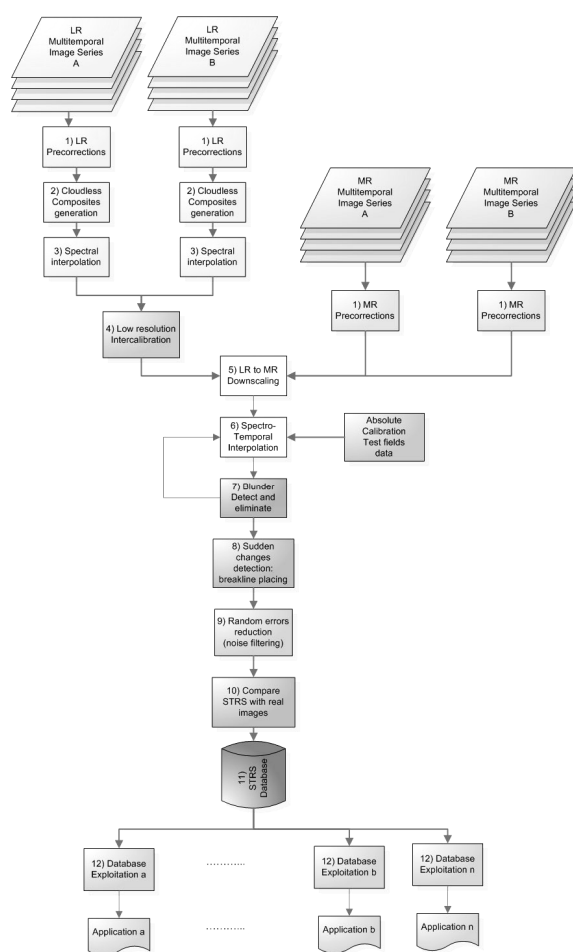 LR
Multitemporal
Image Series
A
LR
Multitemporal
Image Series
B
1) LR
Precorrections
1) LR
Precorrections
2) Cloudless
Composites
generation
2) Cloudless
Composites
generation
3) Spectral
interpolation
3) Spectral
interpolation
MR
Multitemporal
Image Series
A
MR
Multitemporal
Image Series
B
1) MR
Precorrections
1) MR
Precorrections
4) Low resolution
Intercalibration
5) LR to MR
Downscaling
6) Spectro-
Temporal
Interpolation
Absolute
Calibration
Test fields
data
7) Blunder
Detect and
eliminate
8) Sudden
changes
detection:
breakline placing
9) Random errors
reduction
(noise filtering)
10) Compare
STRS with real
images
11)
STRS
Database
12) Database
Exploitation a
............
12) Database
Exploitation b
12) Database
Exploitation n
Application a
............
Application b
Application n